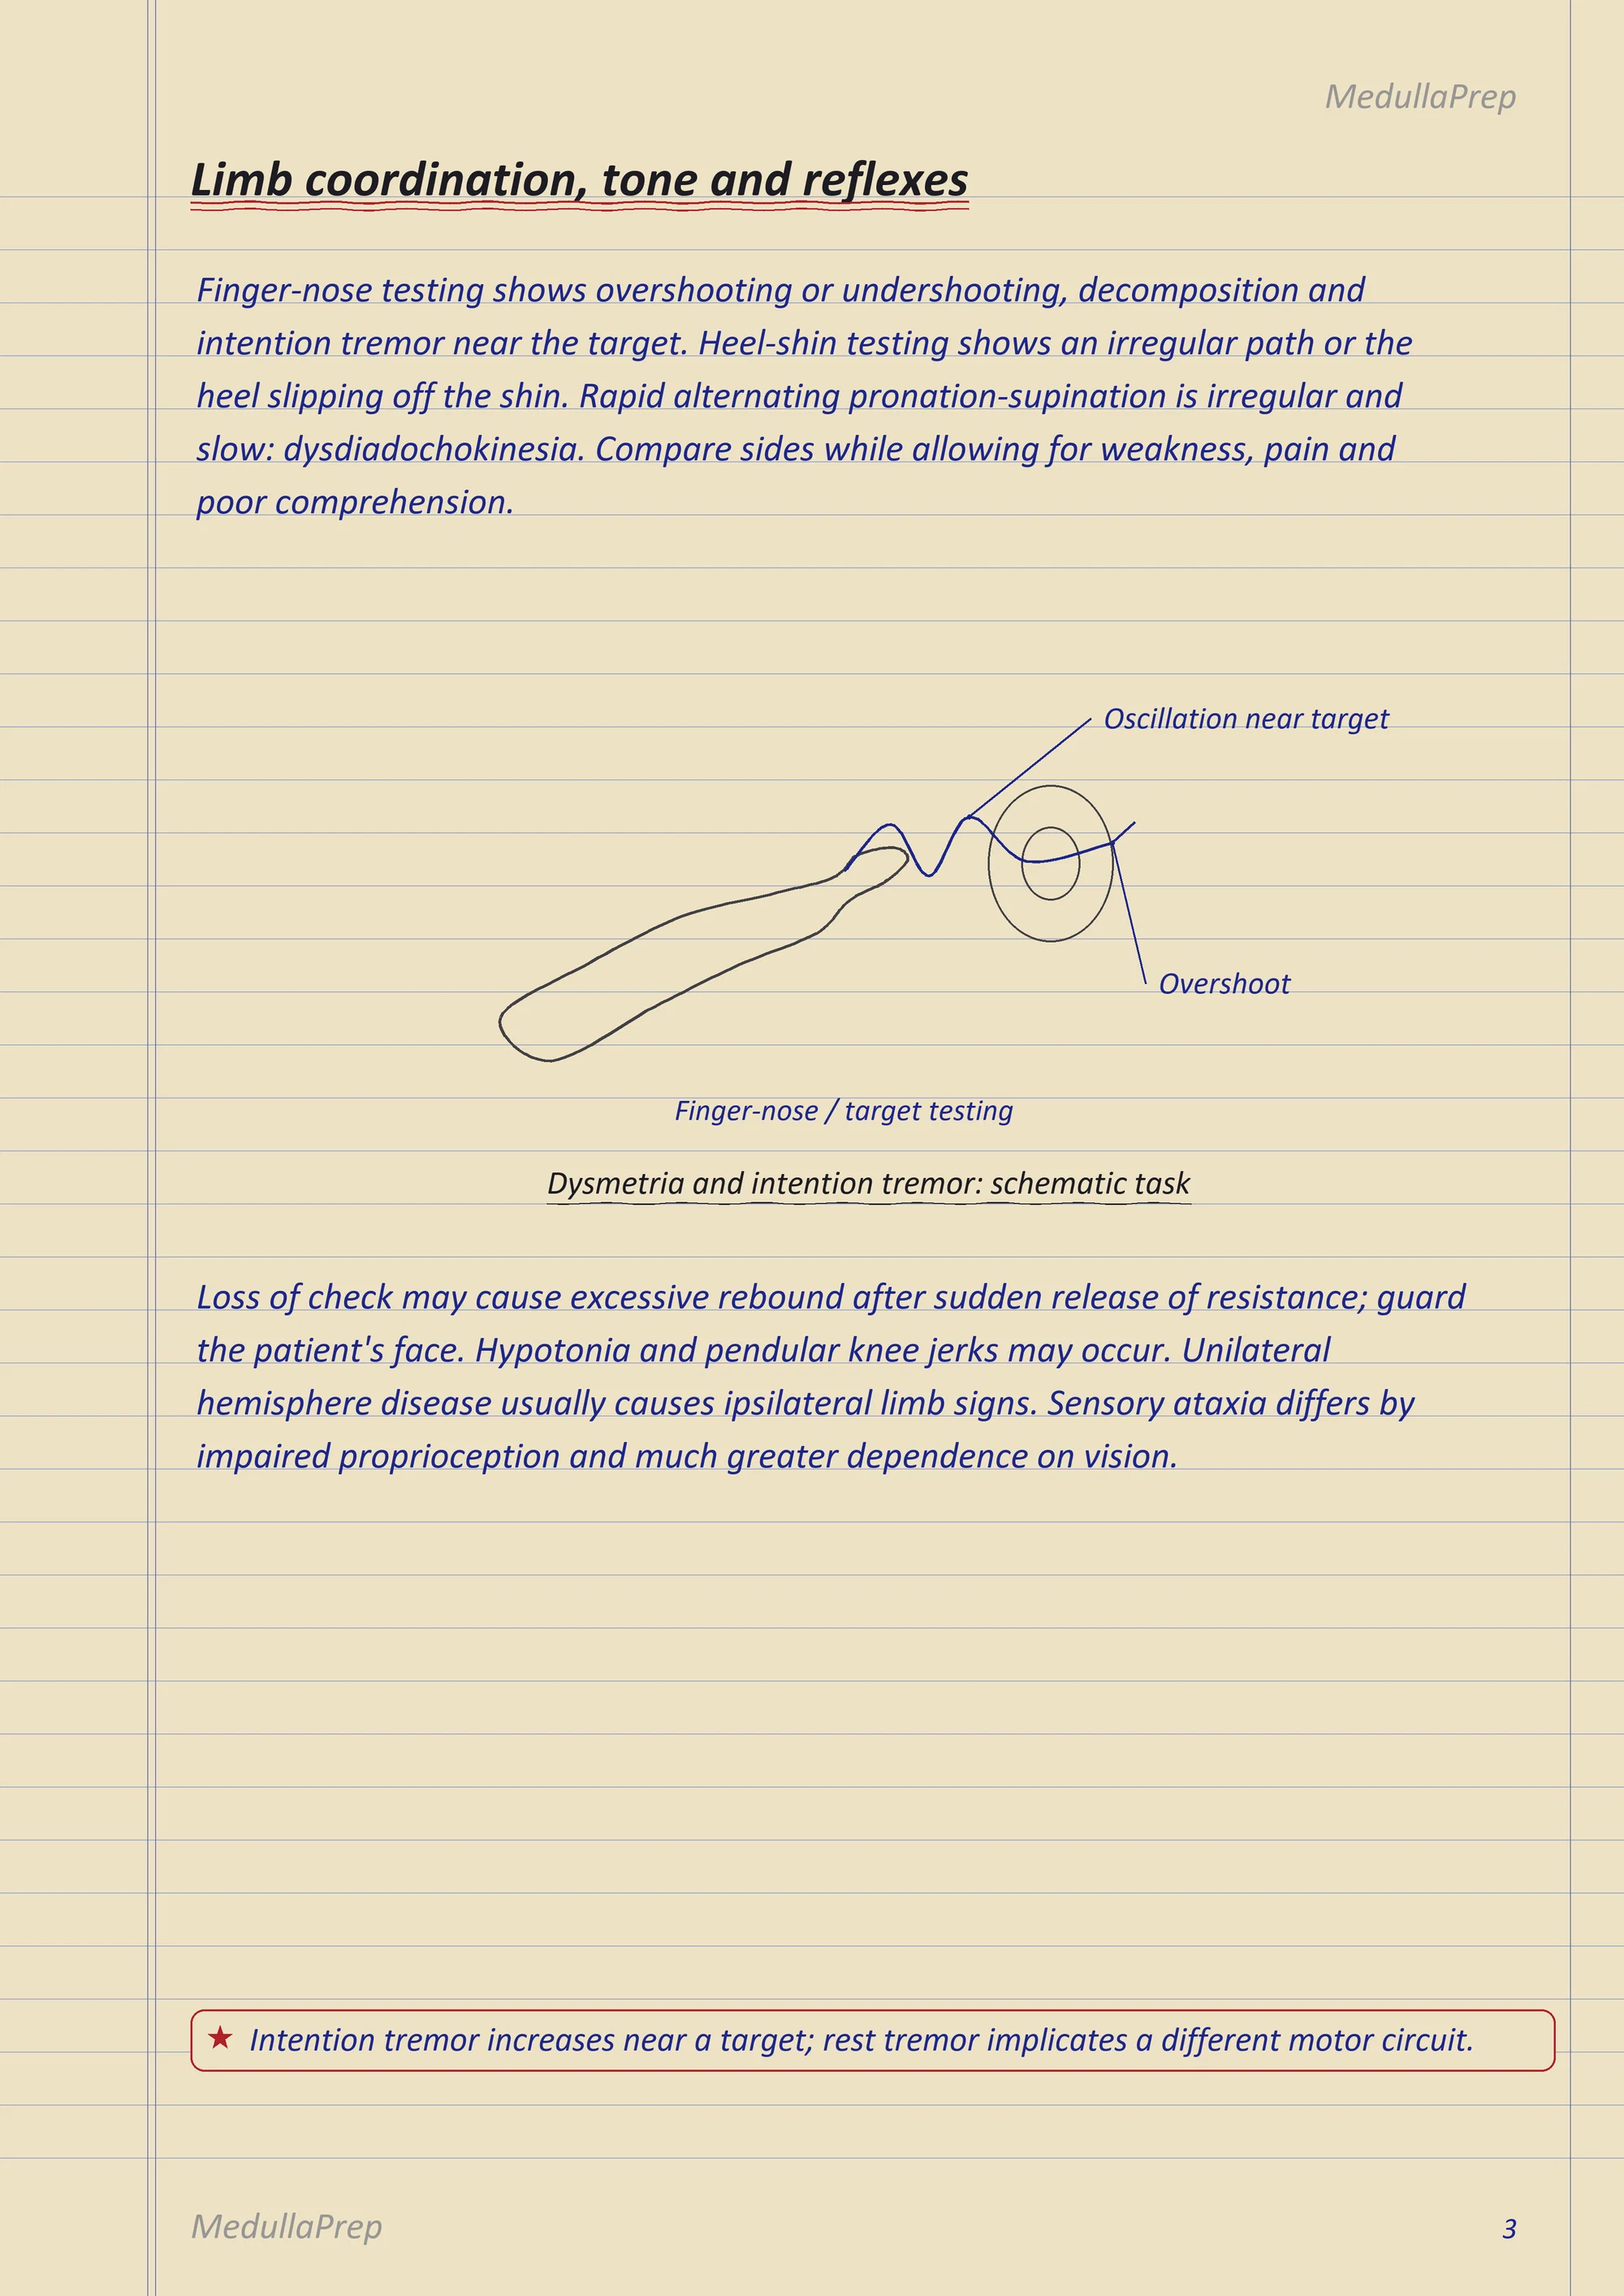 MedullaPrep
Limb coordination, tone and reflexes
Finger-nose testing shows overshooting or undershooting, decomposition and
intention tremor near the target. Heel-shin testing shows an irregular path or the
heel slipping off the shin. Rapid alternating pronation-supination is irregular and
slow: dysdiadochokinesia. Compare sides while allowing for weakness, pain and
poor comprehension.
Oscillation near target
Overshoot
Finger-nose / target testing
Dysmetria and intention tremor: schematic task
Loss of check may cause excessive rebound after sudden release of resistance; guard
the patient's face. Hypotonia and pendular knee jerks may occur. Unilateral
hemisphere disease usually causes ipsilateral limb signs. Sensory ataxia differs by
impaired proprioception and much greater dependence on vision.
★ Intention tremor increases near a target; rest tremor implicates a different motor circuit.
MedullaPrep
3